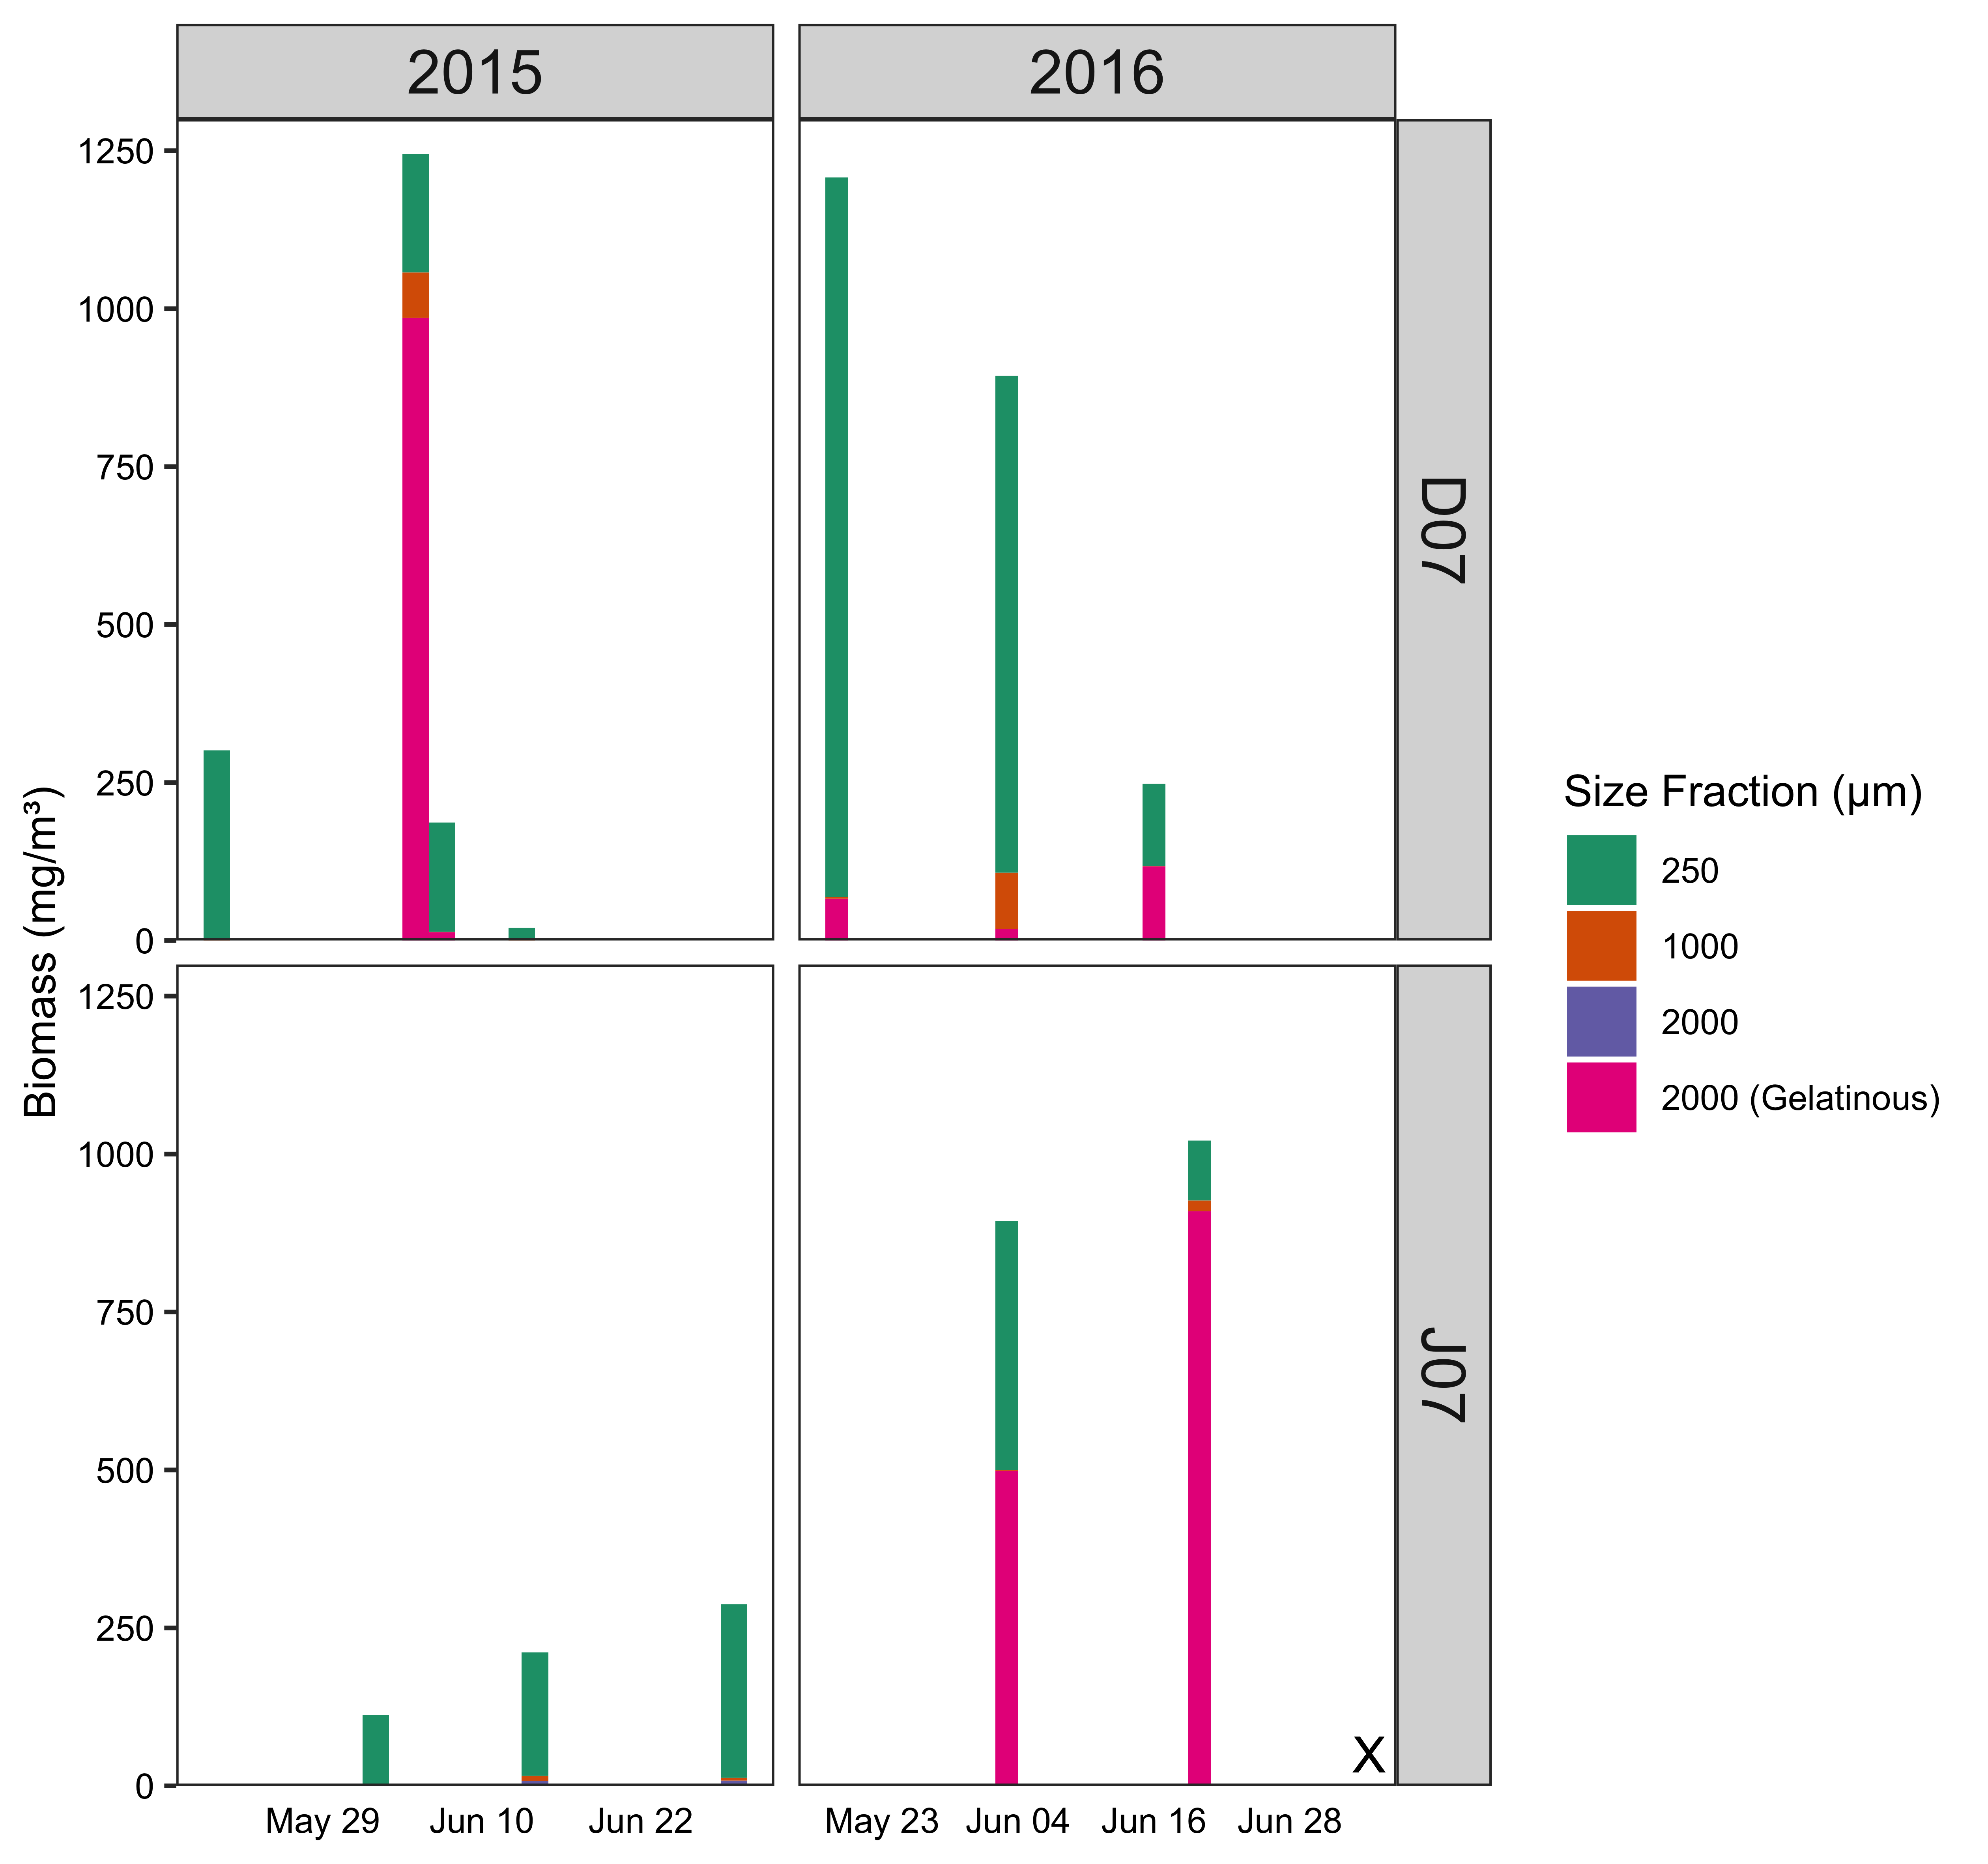 2015
2016
1250
1000
750
500
250
0
D07
1250
1000
750
500
250
0
J07
X
May 29
Jun 10
Jun 22
May 23
Jun 04
Jun 16
Jun 28
Biomass (mg/m³)
Size Fraction (µm)
250
1000
2000
2000 (Gelatinous)